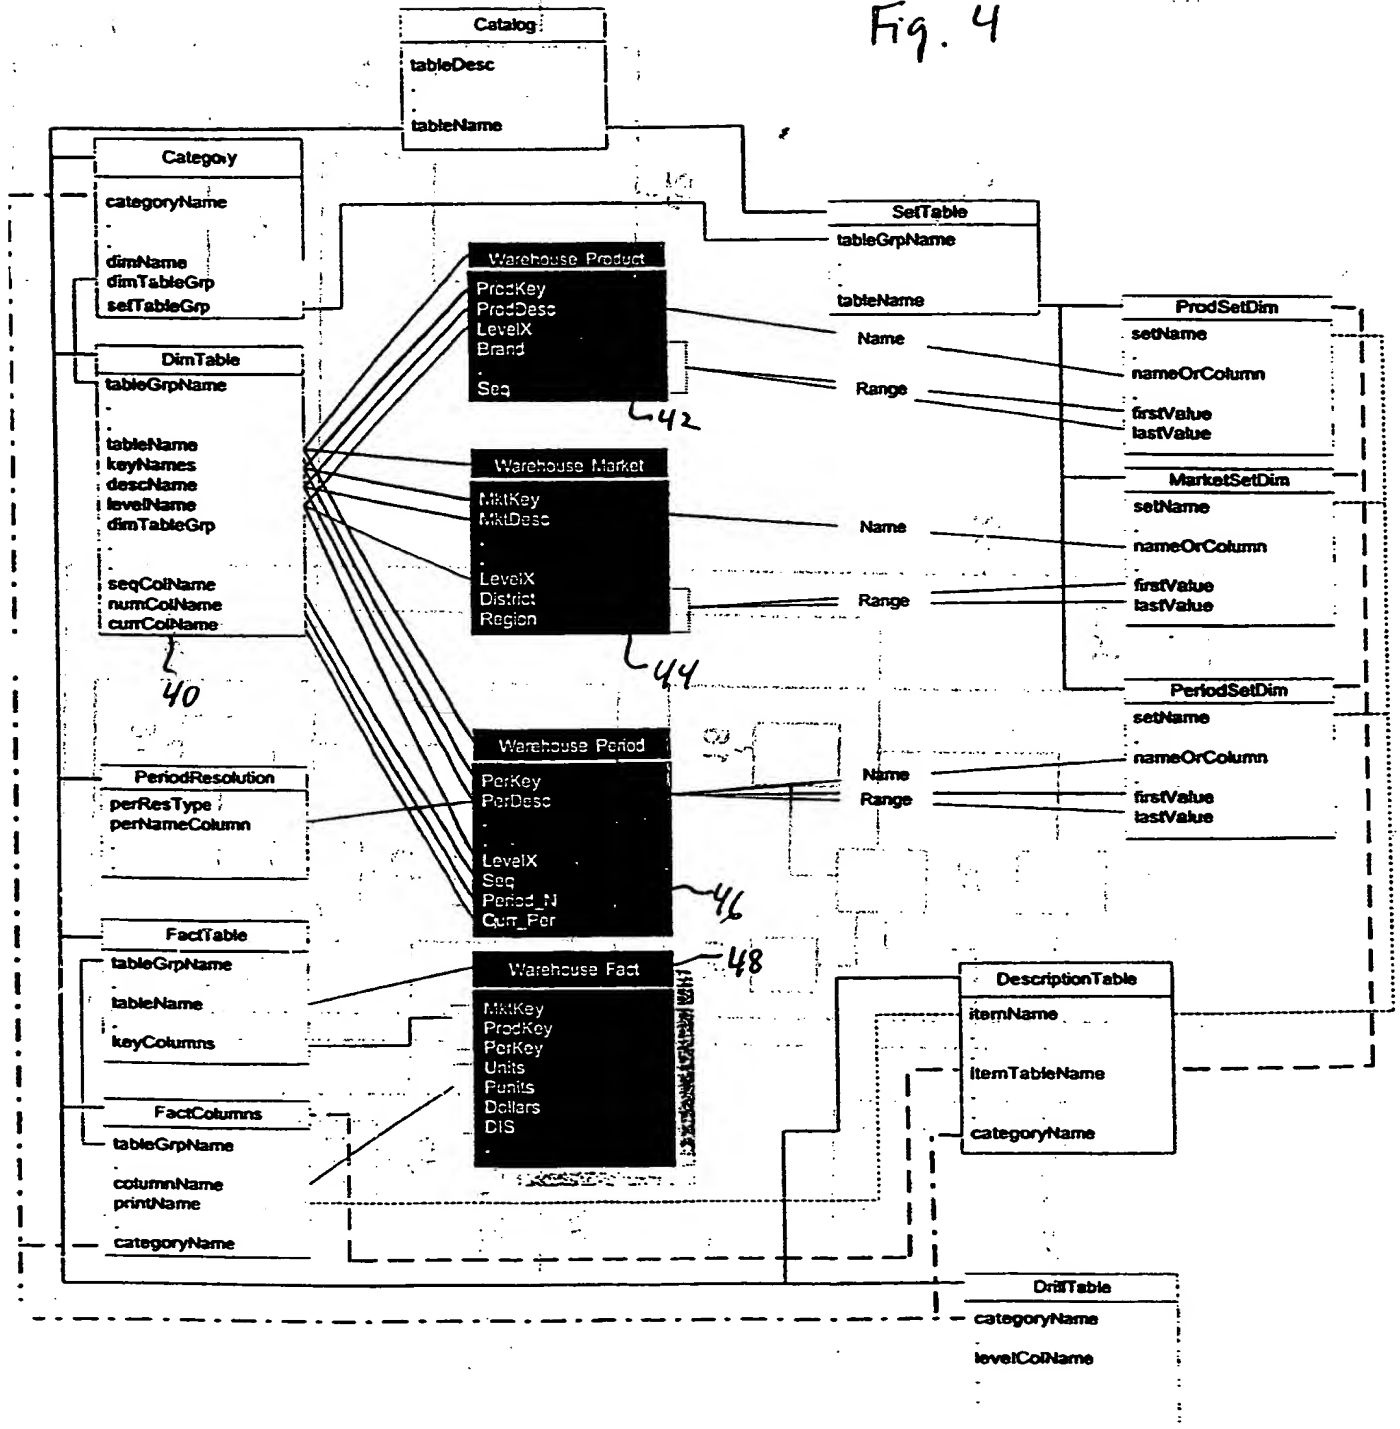 Fig. 4
Catalog
tableDesc
tableName
Category
categoryName
dimName
dimTableGrp
setTableGrp
DimTable
tableGrpName
tableName
keyNames
descName
levelName
dimTableGrp
seqColName
numColName
currColName
40
PeriodResolution
perResType
perNameColumn
FactTable
tableGrpName
tableName
keyColumns
FactColumns
tableGrpName
columnName
printName
categoryName
Warehouse Product
ProdKey
ProdDesc
LevelX
Brand
Seq
42
Warehouse Market
MktKey
MktDesc
LevelX
District
Region
44
Warehouse Period
PerKey
PerDesc
LevelX
Seq
Period_N
Curr_Per
46
Warehouse Fact
48
MktKey
ProdKey
PerKey
Units
Punits
Dollars
DIS
Name
Range
Name
Range
Name
Range
SetTable
tableGrpName
tableName
ProdSetDim
setName
nameOrColumn
firstValue
lastValue
MarketSetDim
setName
nameOrColumn
firstValue
lastValue
PeriodSetDim
setName
nameOrColumn
firstValue
lastValue
DescriptionTable
itemName
itemTableName
categoryName
DrillTable
categoryName
levelColName